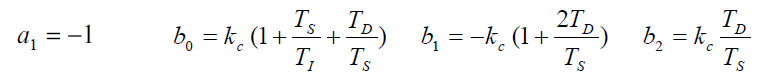 a₁ = −1 b₀ = k_c (1 + T_S/T_I + T_D/T_S) b₁ = −k_c (1 + 2T_D/T_S) b₂ = k_c T_D/T_S